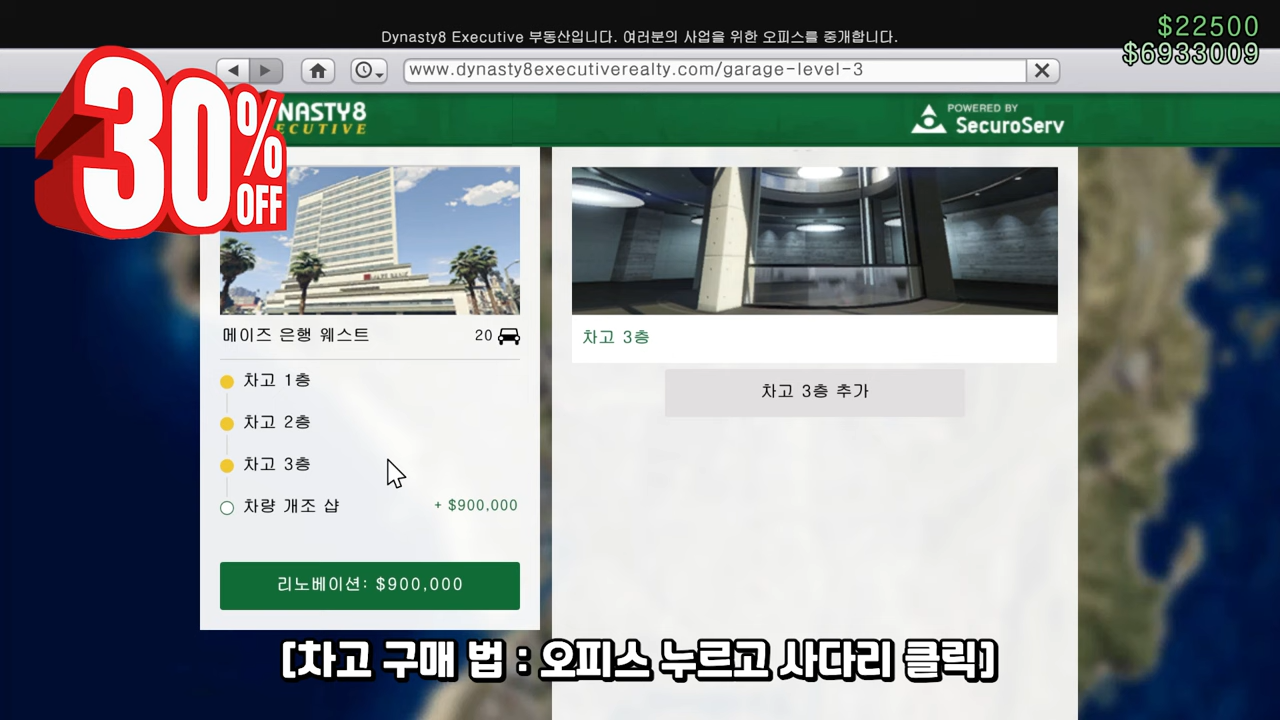 Dynasty8 Executive 부동산입니다. 여러분의 사업을 위한 오피스를 중개합니다.
$22500
$6933009
www.dynasty8executiverealty.com/garage-level-3
30% OFF
NASTY8
ECUTIVE
POWERED BY
SecuroServ
메이즈 은행 웨스트 20
차고 1층
차고 2층
차고 3층
차량 개조 샵 + $900,000
리노베이션: $900,000
차고 3층
차고 3층 추가
[차고 구매 법 : 오피스 누르고 사다리 클릭]